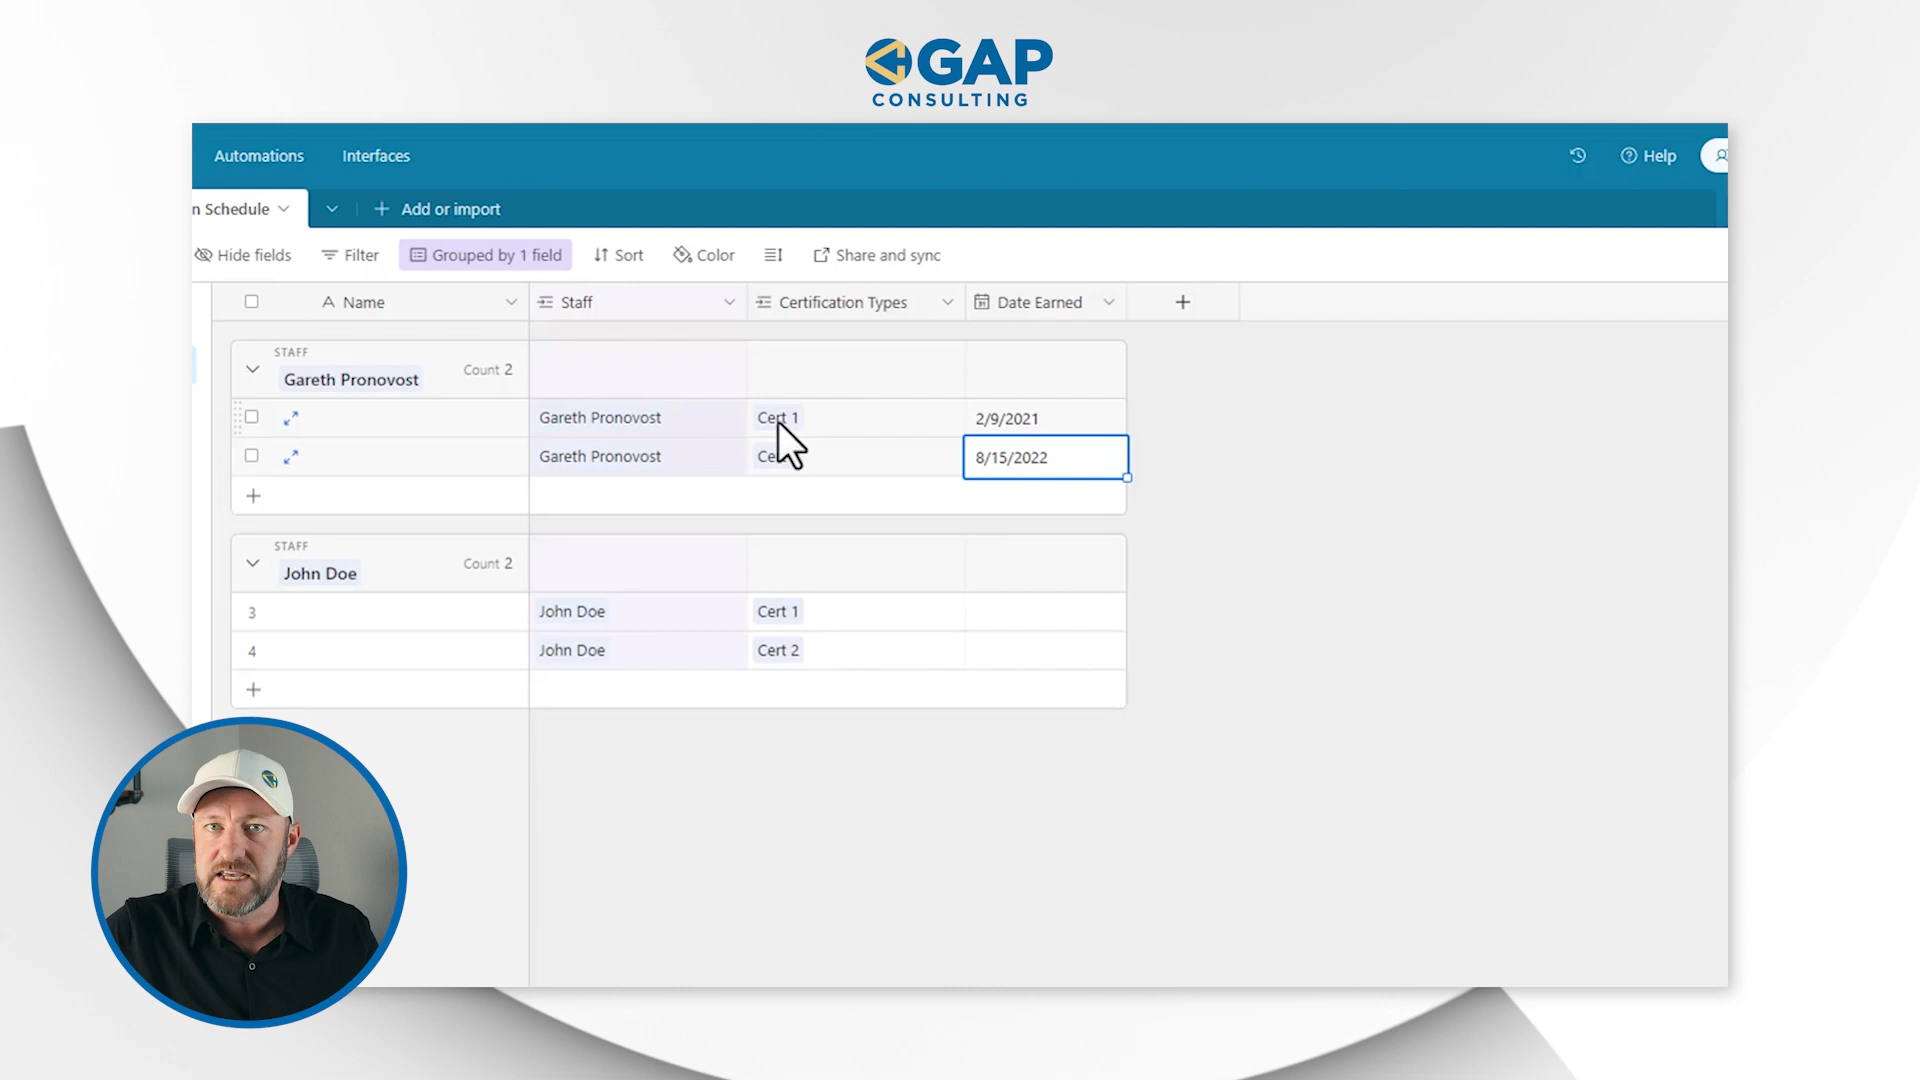 GAP
CONSULTING
Automations Interfaces Help
n Schedule Add or import
Hide fields Filter Grouped by 1 field Sort Color Share and sync
Name Staff Certification Types Date Earned
STAFF
Gareth Pronovost Count 2
Gareth Pronovost Cert 1 2/9/2021
Gareth Pronovost 8/15/2022
STAFF
John Doe Count 2
3 John Doe Cert 1
4 John Doe Cert 2